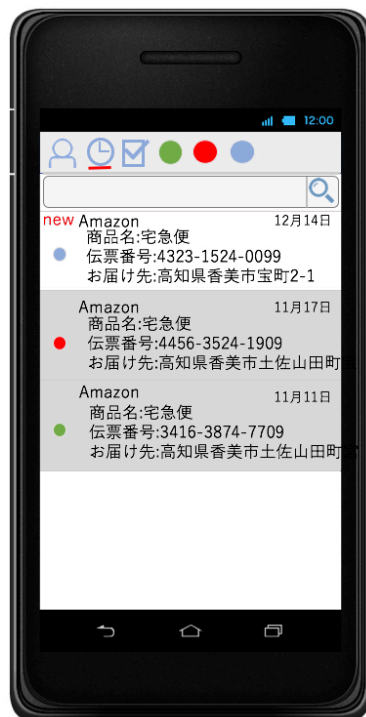 12:00
new Amazon 12月14日
商品名:宅急便
伝票番号:4323-1524-0099
お届け先:高知県香美市宝町2-1
Amazon 11月17日
商品名:宅急便
伝票番号:4456-3524-1909
お届け先:高知県香美市土佐山田町
Amazon 11月11日
商品名:宅急便
伝票番号:3416-3874-7709
お届け先:高知県香美市土佐山田町